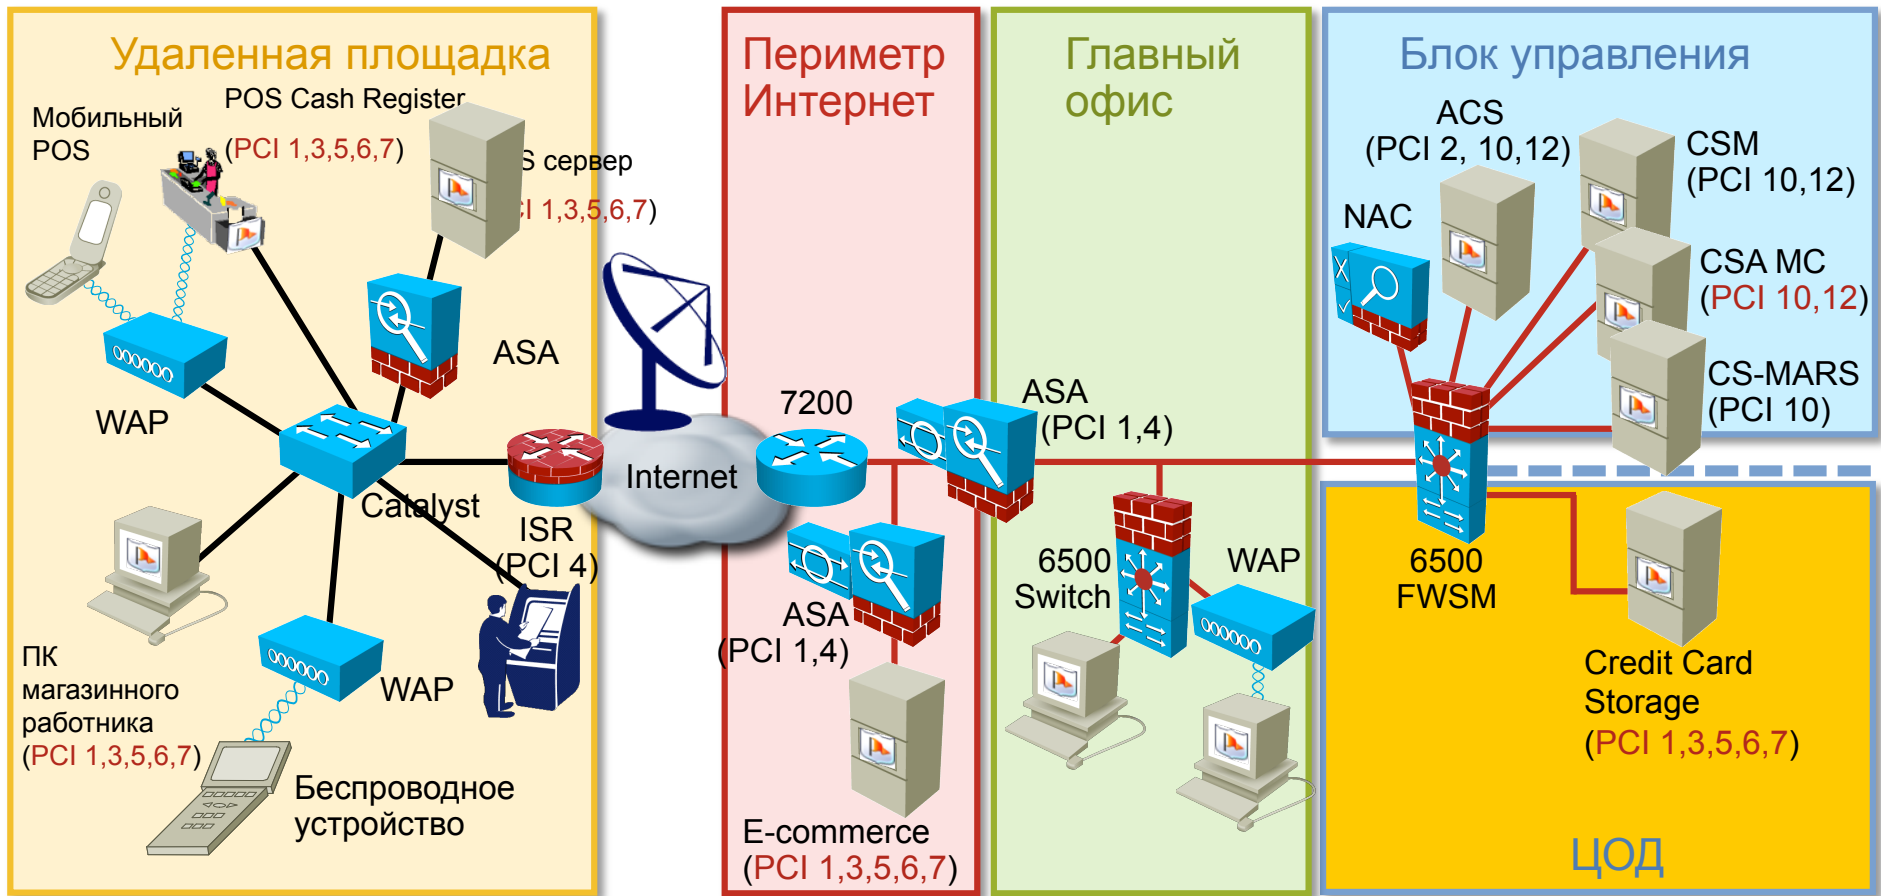 Удаленная площадка
POS Cash Register
(PCI 1,3,5,6,7)
Мобильный
POS
S сервер
I 1,3,5,6,7)
ASA
WAP
Catalyst
ISR
(PCI 4)
ПК
магазинного
работника
(PCI 1,3,5,6,7)
WAP
Беспроводное
устройство
Internet
Периметр
Интернет
7200
ASA
(PCI 1,4)
E-commerce
(PCI 1,3,5,6,7)
Главный
офис
ASA
(PCI 1,4)
6500
Switch
WAP
Блок управления
ACS
(PCI 2, 10,12)
NAC
CSM
(PCI 10,12)
CSA MC
(PCI 10,12)
CS-MARS
(PCI 10)
6500
FWSM
Credit Card
Storage
(PCI 1,3,5,6,7)
ЦОД